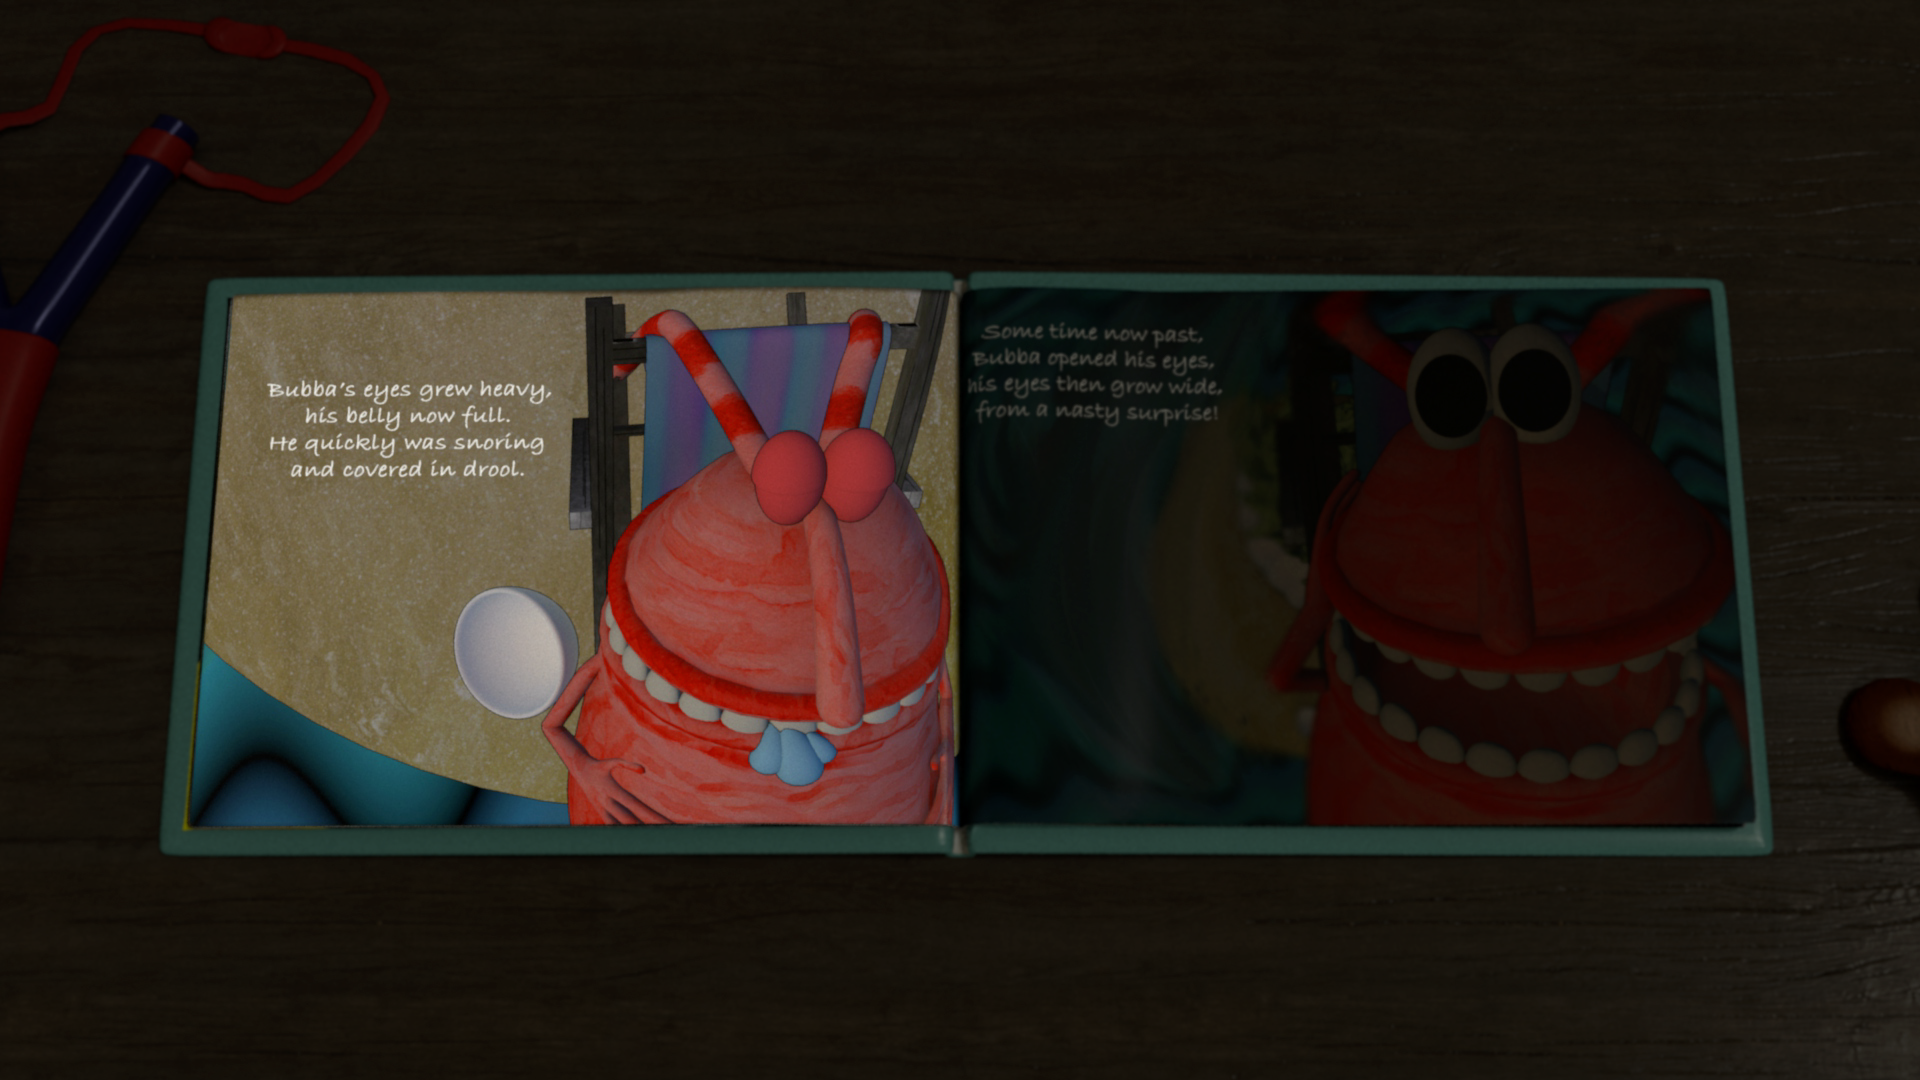 Bubba's eyes grew heavy,
his belly now full.
He quickly was snoring
and covered in drool.
Some time now past,
Bubba opened his eyes,
his eyes then grow wide,
from a nasty surprise!